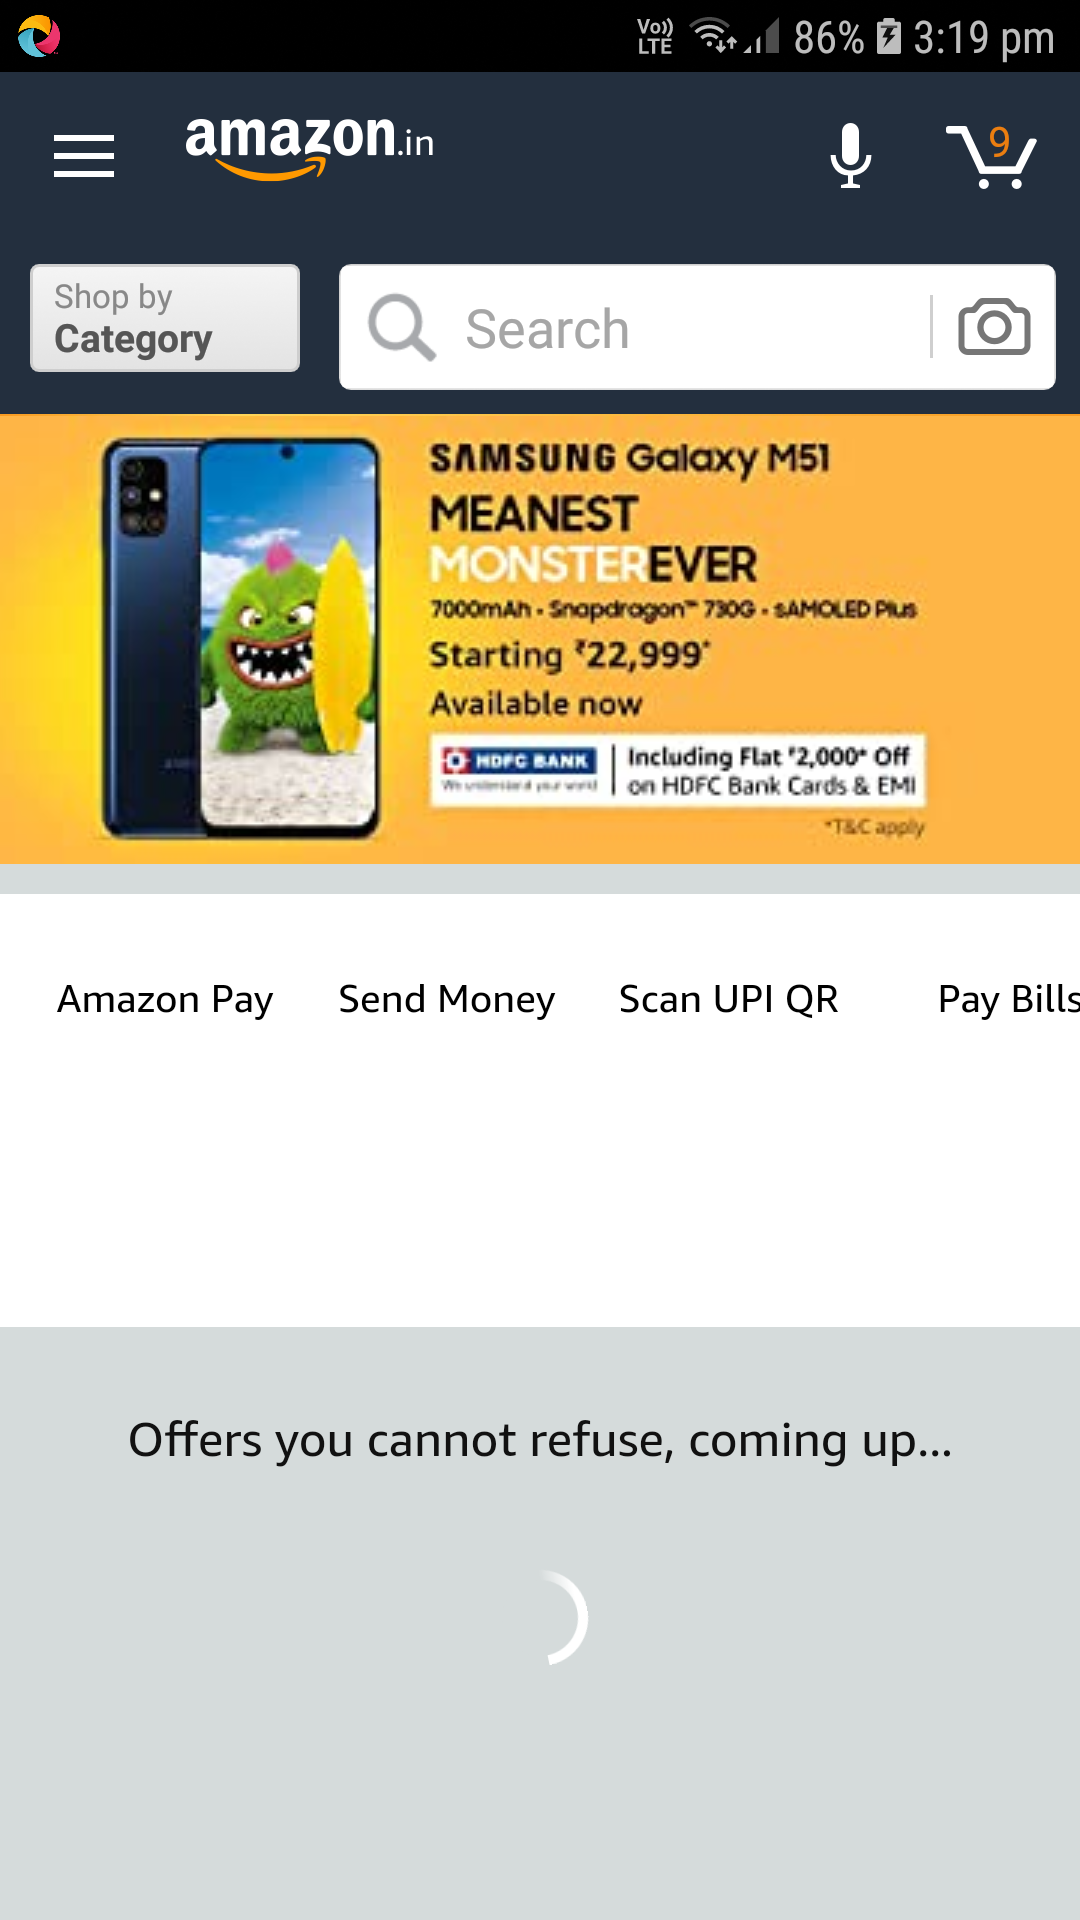 Vo)) LTE 86% 3:19 pm
amazon.in
9
Shop by
Category
Search
SAMSUNG Galaxy M51
MEANEST
MONSTEREVER
7000mAh - Snapdragon™ 730G - sAMOLED Plus
Starting ₹22,999*
Available now
HDFC BANK
We understand your world
Including Flat ₹2,000* Off
on HDFC Bank Cards & EMI
*T&C apply
Amazon Pay Send Money Scan UPI QR Pay Bills
Offers you cannot refuse, coming up...